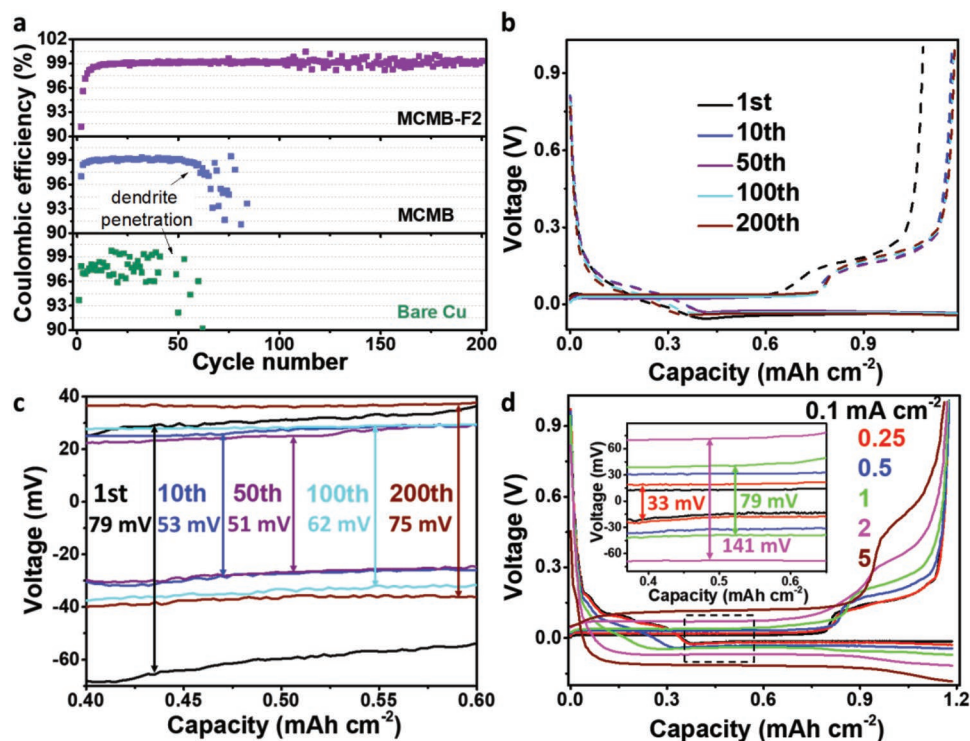 a
Coulombic efficiency (%)
102
99
96
93
90
MCMB-F2
99
96
93
90
dendrite
penetration
MCMB
99
96
93
90
Bare Cu
0
50
100
150
200
Cycle number
b
Voltage (V)
0.9
0.6
0.3
0.0
1st
10th
50th
100th
200th
0.0
0.3
0.6
0.9
Capacity (mAh cm-2)
c
Voltage (mV)
40
20
0
-20
-40
-60
1st
10th
50th
100th
200th
79 mV
53 mV
51 mV
62 mV
75 mV
0.40
0.45
0.50
0.55
0.60
Capacity (mAh cm-2)
d
Voltage (V)
0.9
0.6
0.3
0.0
0.1 mA cm-2
0.25
0.5
1
2
5
Voltage (mV)
60
30
0
-30
-60
33 mV
79 mV
141 mV
0.4
0.5
0.6
Capacity (mAh cm-2)
0.0
0.3
0.6
0.9
1.2
Capacity (mAh cm-2)